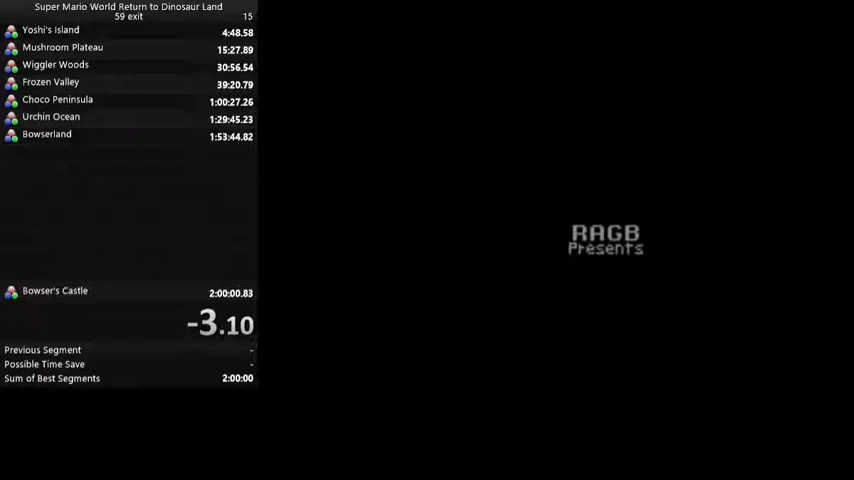 Super Mario World Return to Dinosaur Land
59 exit 15
Yoshi's Island 4:48.58
Mushroom Plateau 15:27.89
Wiggler Woods 30:56.54
Frozen Valley 39:20.79
Choco Peninsula 1:00:27.26
Urchin Ocean 1:29:45.23
Bowserland 1:53:44.82
RAGB
Presents
Bowser's Castle 2:00:00.83
-3.10
Previous Segment -
Possible Time Save -
Sum of Best Segments 2:00:00